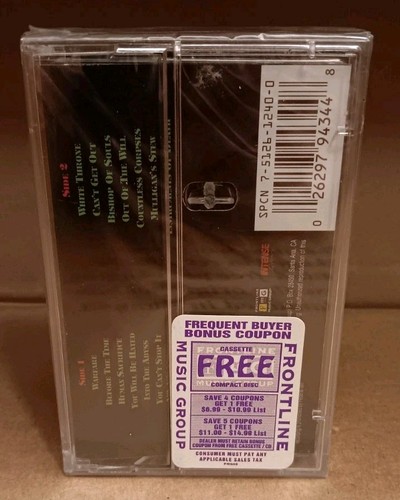 Side 1
Warfare
Before The Time
Human Sacrifice
You Will Be Hated
Into The Abyss
You Can't Stop It
Side 2
White Throne
Can't Get Out
Bishop Of Souls
Out Of The Will
Countless Corpses
Mulligan's Stew
SPCN 7-5126-1240-0
0 26297 94344 8
FREQUENT BUYER
BONUS COUPON
CASSETTE
FREE
COMPACT DISC
FRONTLINE
MUSIC GROUP
SAVE 4 COUPONS
GET 1 FREE
$6.99 - $10.99 List
SAVE 5 COUPONS
GET 1 FREE
$11.00 - $14.98 List
DEALER MUST RETAIN BONUS
COUPON FROM FREE CASSETTE / CD
CONSUMER MUST PAY ANY
APPLICABLE SALES TAX